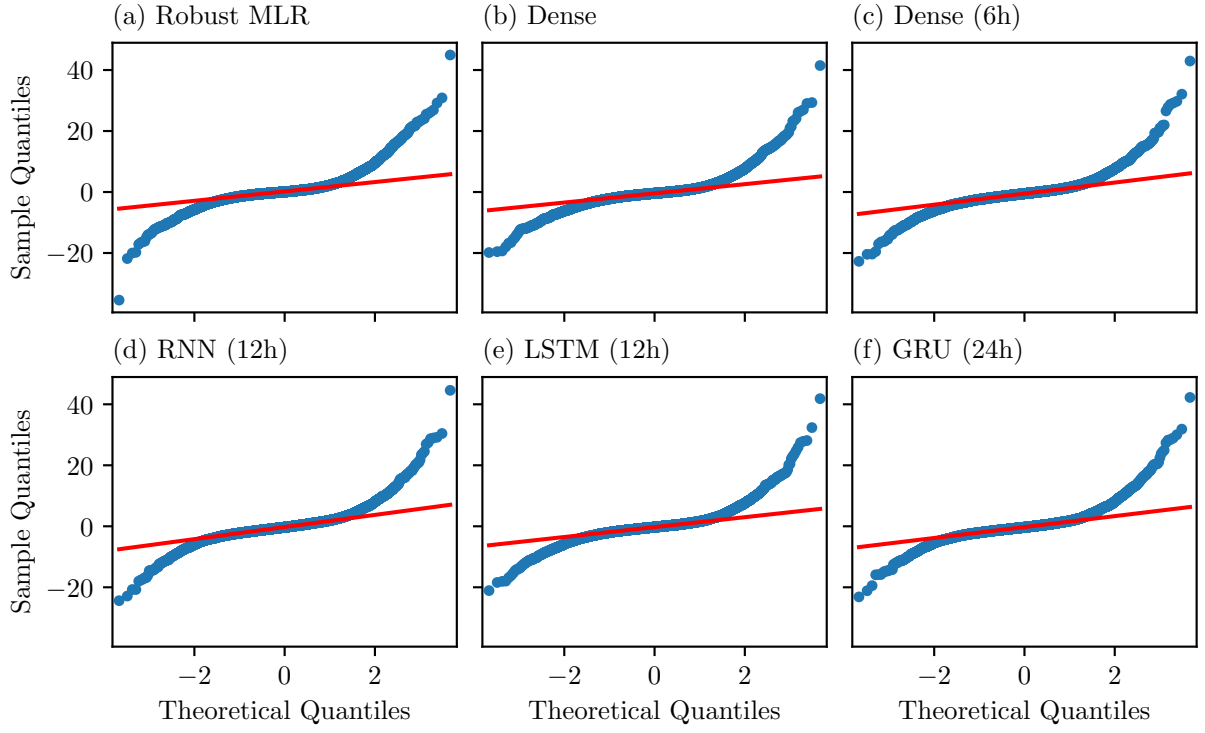 (a) Robust MLR
(b) Dense
(c) Dense (6h)
Sample Quantiles
40
20
0
−20
(d) RNN (12h)
(e) LSTM (12h)
(f) GRU (24h)
Sample Quantiles
40
20
0
−20
−2 0 2
−2 0 2
−2 0 2
Theoretical Quantiles
Theoretical Quantiles
Theoretical Quantiles